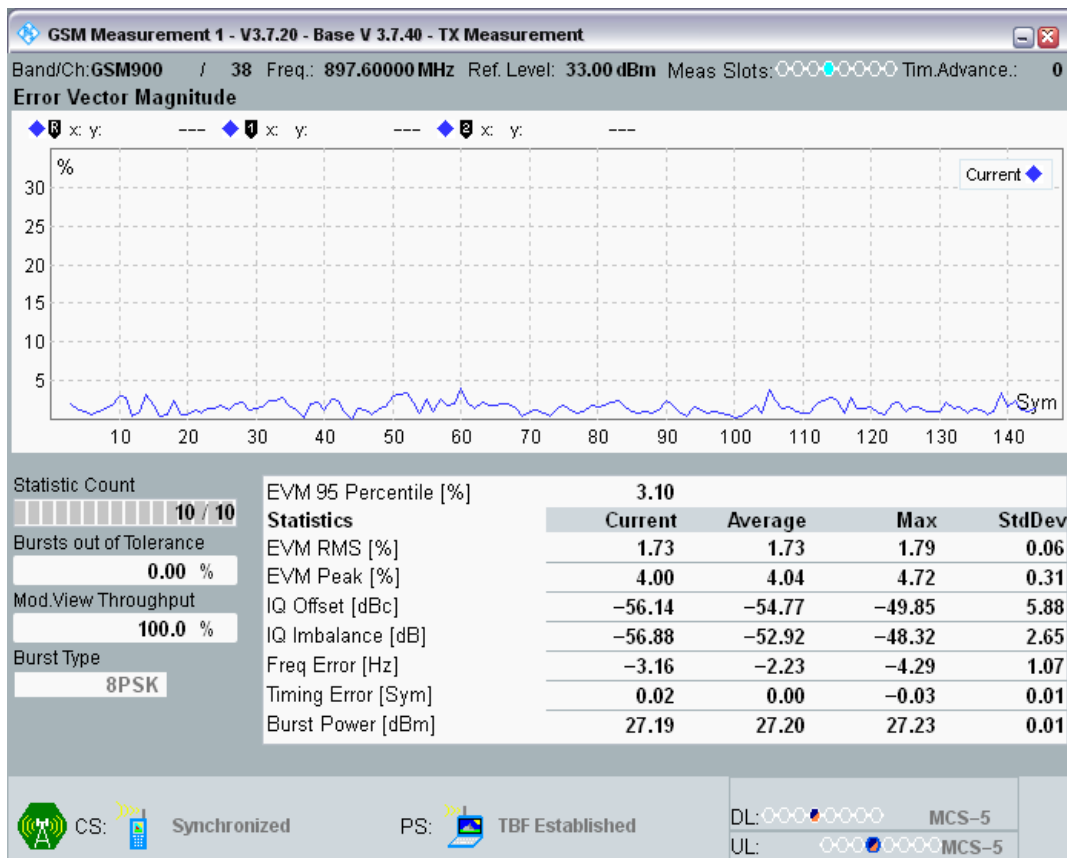 GSM Measurement 1 - V3.7.20 - Base V 3.7.40 - TX Measurement
Band/Ch:GSM900 / 38 Freq.: 897.60000 MHz Ref. Level: 33.00 dBm Meas Slots: Tim.Advance.: 0
Error Vector Magnitude
R x: y: --- 1 x: y: --- 2 x: y: ---
%
Current
30
25
20
15
10
5
Sym
10 20 30 40 50 60 70 80 90 100 110 120 130 140
Statistic Count
10 / 10
Bursts out of Tolerance
0.00 %
Mod.View Throughput
100.0 %
Burst Type
8PSK
EVM 95 Percentile [%] 3.10
Statistics Current Average Max StdDev
EVM RMS [%] 1.73 1.73 1.79 0.06
EVM Peak [%] 4.00 4.04 4.72 0.31
IQ Offset [dBc] −56.14 −54.77 −49.85 5.88
IQ Imbalance [dB] −56.88 −52.92 −48.32 2.65
Freq Error [Hz] −3.16 −2.23 −4.29 1.07
Timing Error [Sym] 0.02 0.00 −0.03 0.01
Burst Power [dBm] 27.19 27.20 27.23 0.01
CS: Synchronized PS: TBF Established
DL: MCS−5
UL: MCS−5